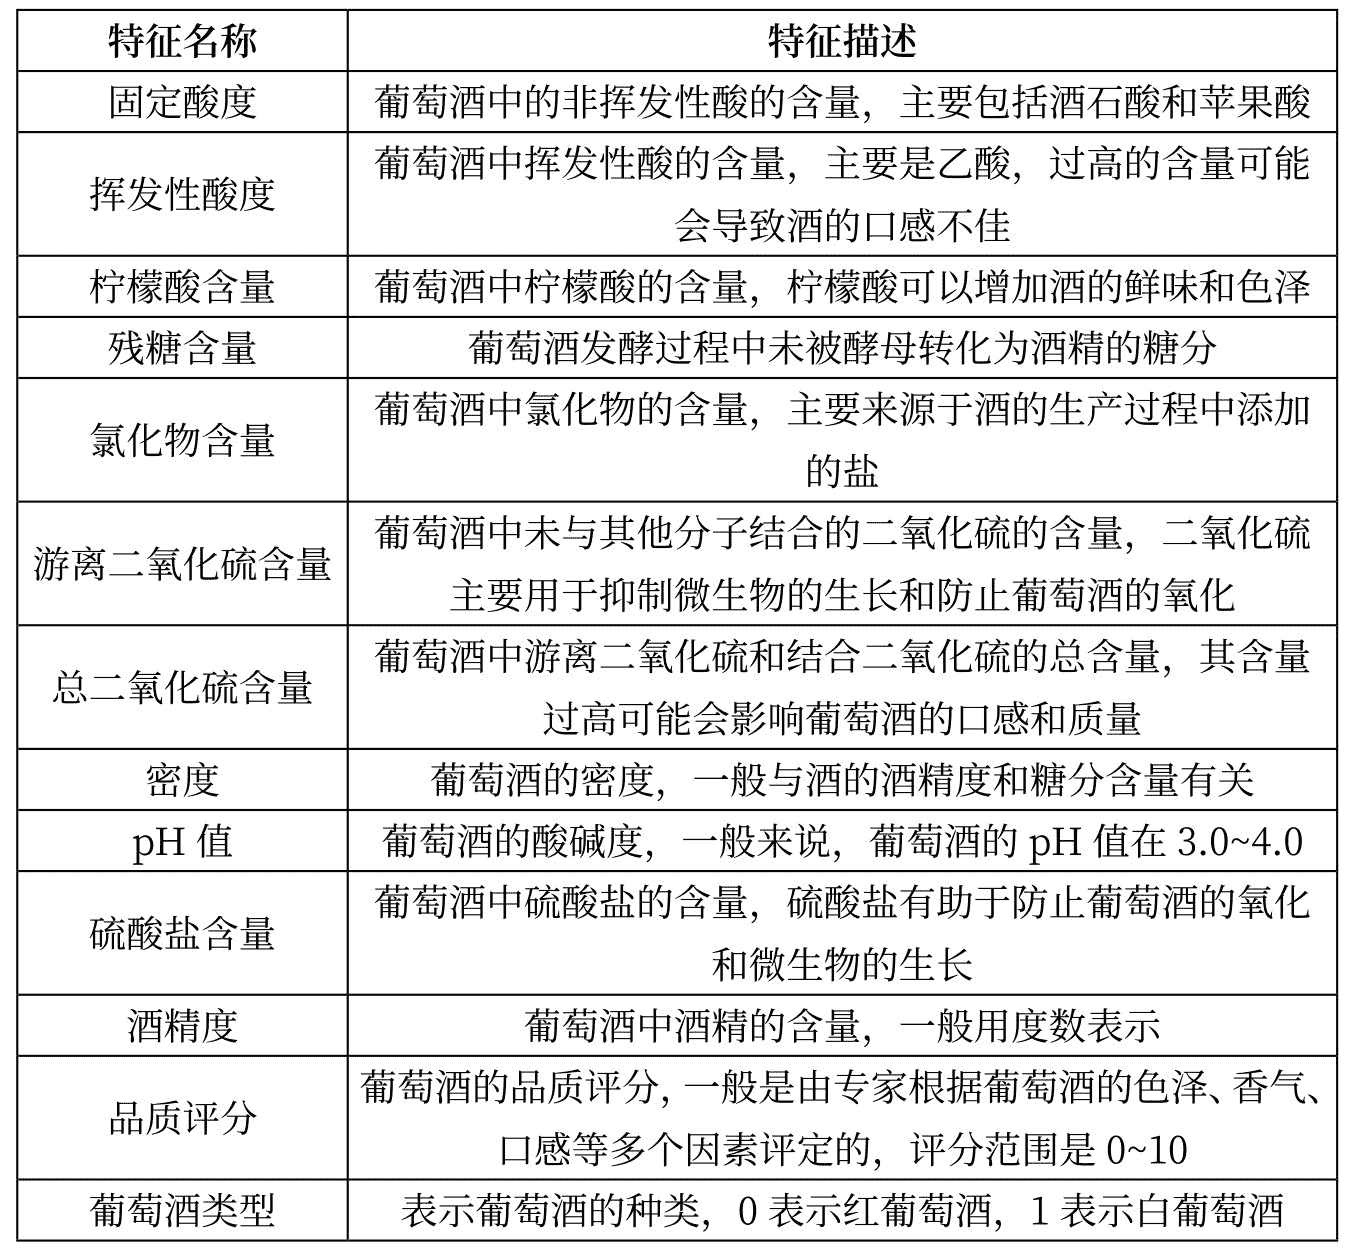 特征名称 特征描述
固定酸度 葡萄酒中的非挥发性酸的含量，主要包括酒石酸和苹果酸
挥发性酸度 葡萄酒中挥发性酸的含量，主要是乙酸，过高的含量可能
会导致酒的口感不佳
柠檬酸含量 葡萄酒中柠檬酸的含量，柠檬酸可以增加酒的鲜味和色泽
残糖含量 葡萄酒发酵过程中未被酵母转化为酒精的糖分
氯化物含量 葡萄酒中氯化物的含量，主要来源于酒的生产过程中添加
的盐
游离二氧化硫含量 葡萄酒中未与其他分子结合的二氧化硫的含量，二氧化硫
主要用于抑制微生物的生长和防止葡萄酒的氧化
总二氧化硫含量 葡萄酒中游离二氧化硫和结合二氧化硫的总含量，其含量
过高可能会影响葡萄酒的口感和质量
密度 葡萄酒的密度，一般与酒的酒精度和糖分含量有关
pH 值 葡萄酒的酸碱度，一般来说，葡萄酒的 pH 值在 3.0~4.0
硫酸盐含量 葡萄酒中硫酸盐的含量，硫酸盐有助于防止葡萄酒的氧化
和微生物的生长
酒精度 葡萄酒中酒精的含量，一般用度数表示
品质评分 葡萄酒的品质评分，一般是由专家根据葡萄酒的色泽、香气、
口感等多个因素评定的，评分范围是 0~10
葡萄酒类型 表示葡萄酒的种类，0 表示红葡萄酒，1 表示白葡萄酒